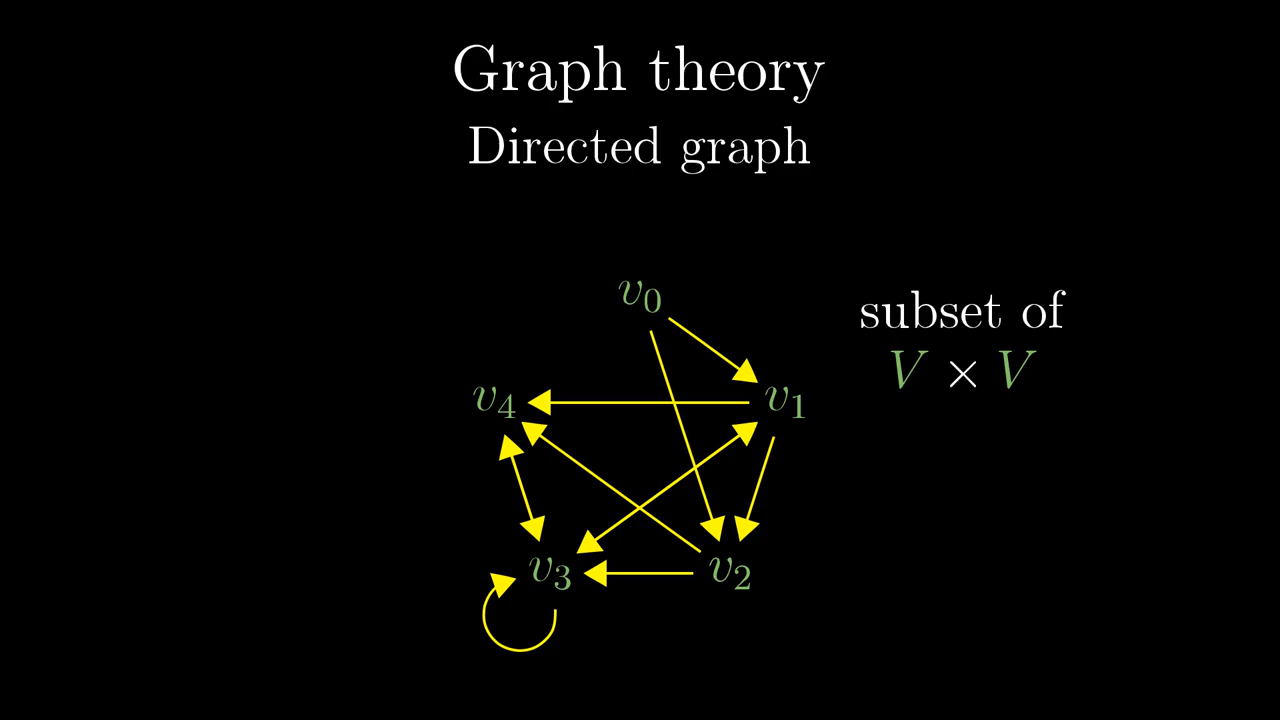 Graph theory
Directed graph
v₀
subset of
V × V
v₄
v₁
v₃
v₂